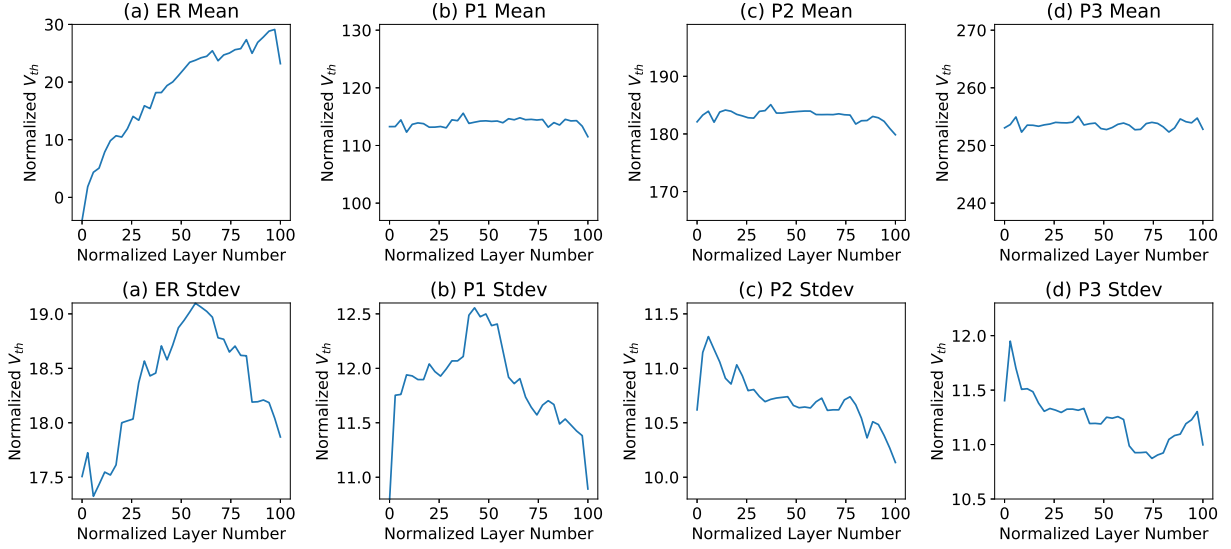 (a) ER Mean
Normalized V_th
30
20
10
0
0 25 50 75 100
Normalized Layer Number
(b) P1 Mean
Normalized V_th
130
120
110
100
0 25 50 75 100
Normalized Layer Number
(c) P2 Mean
Normalized V_th
190
180
170
0 25 50 75 100
Normalized Layer Number
(d) P3 Mean
Normalized V_th
270
260
250
240
0 25 50 75 100
Normalized Layer Number
(a) ER Stdev
Normalized V_th
19.0
18.5
18.0
17.5
0 25 50 75 100
Normalized Layer Number
(b) P1 Stdev
Normalized V_th
12.5
12.0
11.5
11.0
0 25 50 75 100
Normalized Layer Number
(c) P2 Stdev
Normalized V_th
11.5
11.0
10.5
10.0
0 25 50 75 100
Normalized Layer Number
(d) P3 Stdev
Normalized V_th
12.0
11.5
11.0
10.5
0 25 50 75 100
Normalized Layer Number